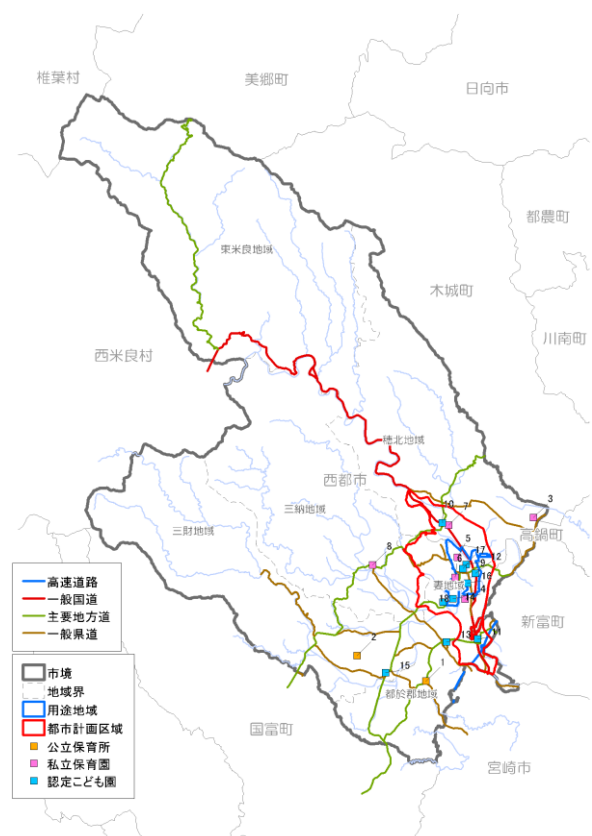 椎葉村
美郷町
日向市
都農町
東米良地域
木城町
川南町
西米良村
穂北地域
西都市
3
10
7
三納地域
高鍋町
三財地域
5
8
17
12
6
9
16
妻地域
4
18
14
新富町
11
13
2
15
1
都於郡地域
国富町
宮崎市
高速道路
一般国道
主要地方道
一般県道
市境
地域界
用途地域
都市計画区域
公立保育所
私立保育園
認定こども園